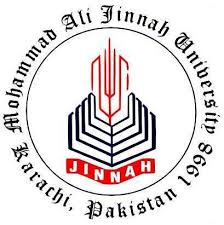 Mohammad Ali Jinnah University
JINNAH
Karachi, Pakistan 1998